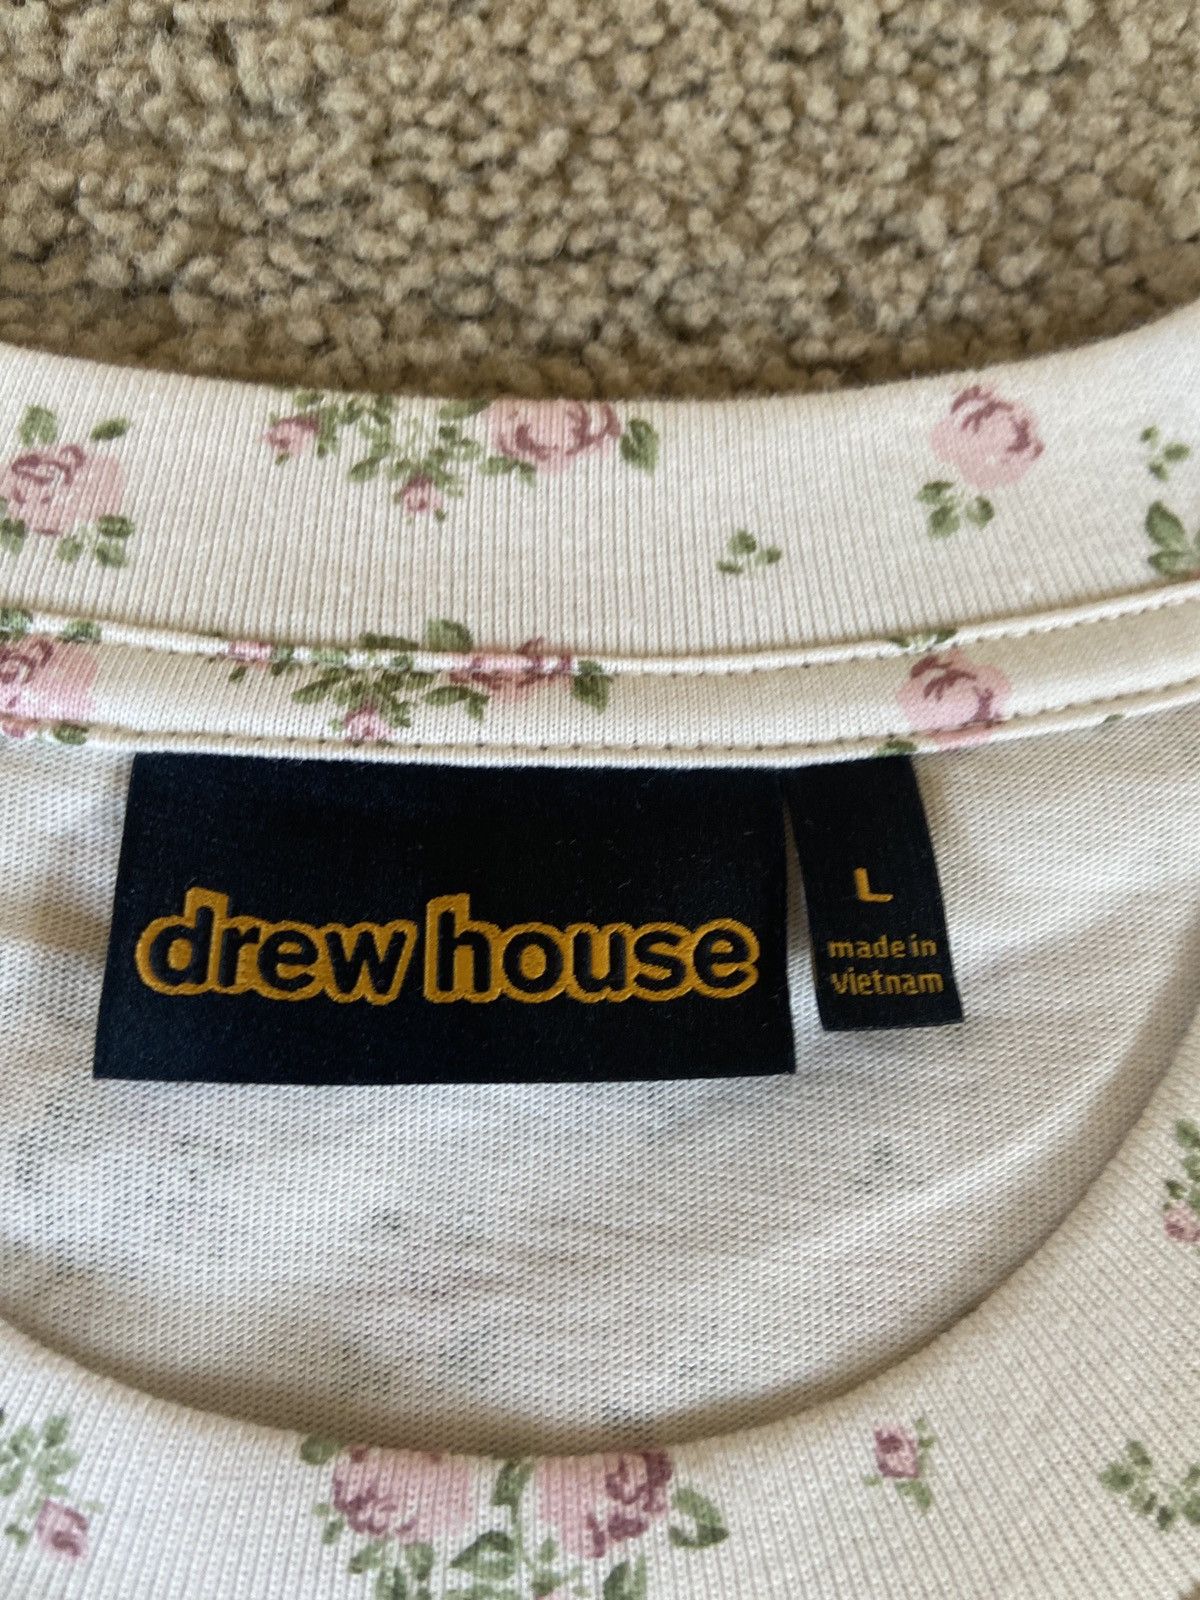 drew house
L
made in
vietnam